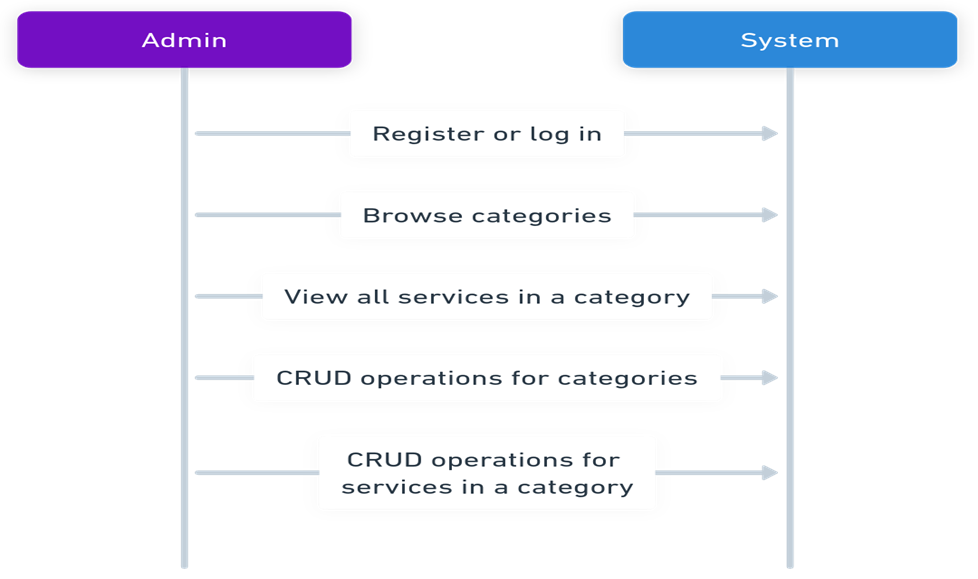 Admin
System
Register or log in
Browse categories
View all services in a category
CRUD operations for categories
CRUD operations for
services in a category